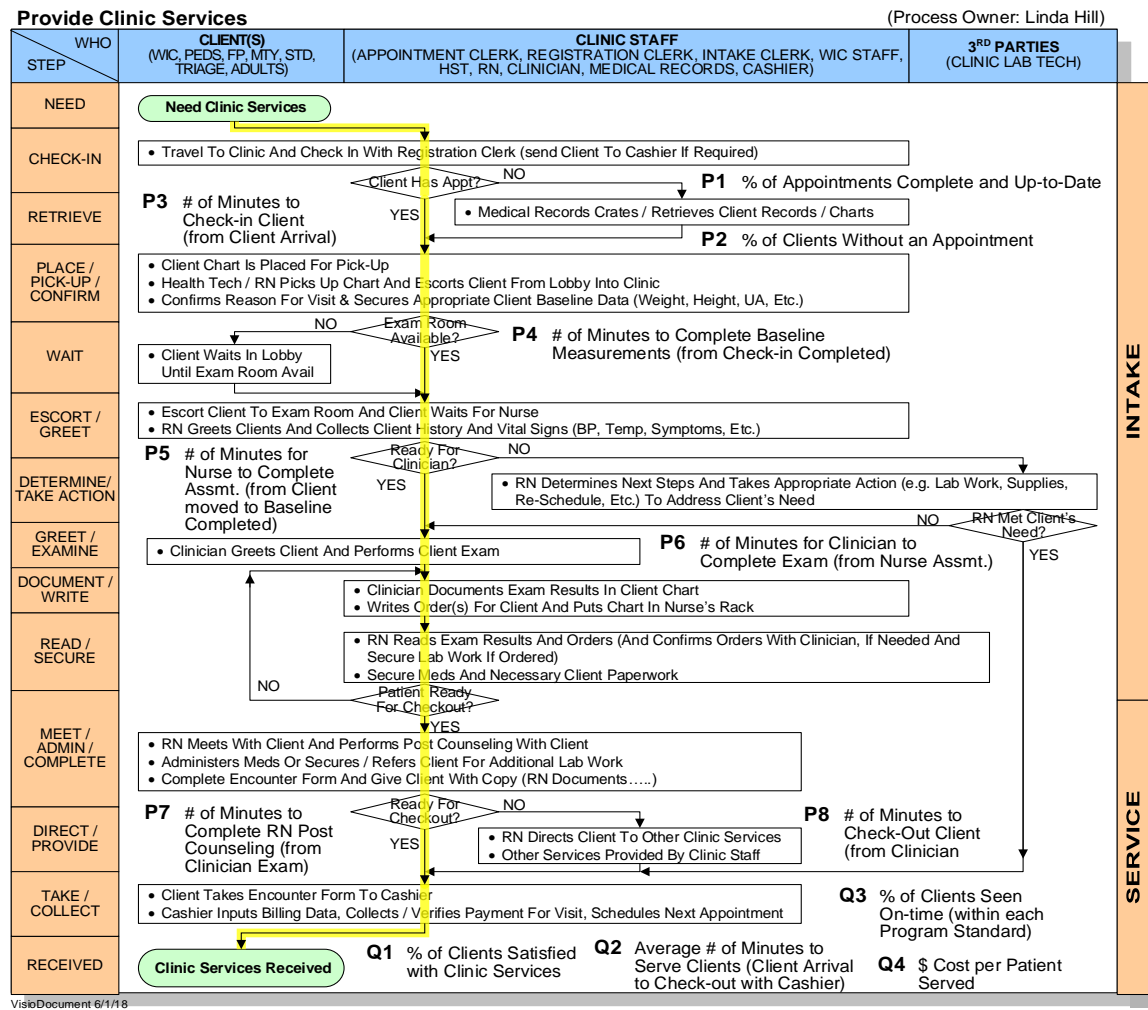 Provide Clinic Services
(Process Owner: Linda Hill)
WHO
STEP
CLIENT(S)
(WIC, PEDS, FP, MTY, STD,
TRIAGE, ADULTS)
CLINIC STAFF
(APPOINTMENT CLERK, REGISTRATION CLERK, INTAKE CLERK, WIC STAFF,
HST, RN, CLINICIAN, MEDICAL RECORDS, CASHIER)
3RD PARTIES
(CLINIC LAB TECH)
NEED
Need Clinic Services
CHECK-IN
• Travel To Clinic And Check In With Registration Clerk (send Client To Cashier If Required)
Client Has Appt?
NO
YES
P1 % of Appointments Complete and Up-to-Date
P3 # of Minutes to
Check-in Client
(from Client Arrival)
RETRIEVE
• Medical Records Crates / Retrieves Client Records / Charts
P2 % of Clients Without an Appointment
PLACE /
PICK-UP /
CONFIRM
• Client Chart Is Placed For Pick-Up
• Health Tech / RN Picks Up Chart And Escorts Client From Lobby Into Clinic
• Confirms Reason For Visit & Secures Appropriate Client Baseline Data (Weight, Height, UA, Etc.)
NO
Exam Room
Available?
YES
P4 # of Minutes to Complete Baseline
Measurements (from Check-in Completed)
WAIT
• Client Waits In Lobby
Until Exam Room Avail
INTAKE
ESCORT /
GREET
• Escort Client To Exam Room And Client Waits For Nurse
• RN Greets Clients And Collects Client History And Vital Signs (BP, Temp, Symptoms, Etc.)
P5 # of Minutes for
Nurse to Complete
Assmt. (from Client
moved to Baseline
Completed)
Ready For
Clinician?
NO
YES
DETERMINE/
TAKE ACTION
• RN Determines Next Steps And Takes Appropriate Action (e.g. Lab Work, Supplies,
Re-Schedule, Etc.) To Address Client's Need
NO
RN Met Client's
Need?
YES
GREET /
EXAMINE
• Clinician Greets Client And Performs Client Exam
P6 # of Minutes for Clinician to
Complete Exam (from Nurse Assmt.)
DOCUMENT /
WRITE
• Clinician Documents Exam Results In Client Chart
• Writes Order(s) For Client And Puts Chart In Nurse's Rack
READ /
SECURE
• RN Reads Exam Results And Orders (And Confirms Orders With Clinician, If Needed And
Secure Lab Work If Ordered)
• Secure Meds And Necessary Client Paperwork
NO
Patient Ready
For Checkout?
YES
MEET /
ADMIN /
COMPLETE
• RN Meets With Client And Performs Post Counseling With Client
• Administers Meds Or Secures / Refers Client For Additional Lab Work
• Complete Encounter Form And Give Client With Copy (RN Documents…..)
P7 # of Minutes to
Complete RN Post
Counseling (from
Clinician Exam)
Ready For
Checkout?
NO
YES
P8 # of Minutes to
Check-Out Client
(from Clinician
DIRECT /
PROVIDE
• RN Directs Client To Other Clinic Services
• Other Services Provided By Clinic Staff
SERVICE
TAKE /
COLLECT
• Client Takes Encounter Form To Cashier
• Cashier Inputs Billing Data, Collects / Verifies Payment For Visit, Schedules Next Appointment
Q3 % of Clients Seen
On-time (within each
Program Standard)
RECEIVED
Clinic Services Received
Q1 % of Clients Satisfied
with Clinic Services
Q2 Average # of Minutes to
Serve Clients (Client Arrival
to Check-out with Cashier)
Q4 $ Cost per Patient
Served
VisioDocument 6/1/18